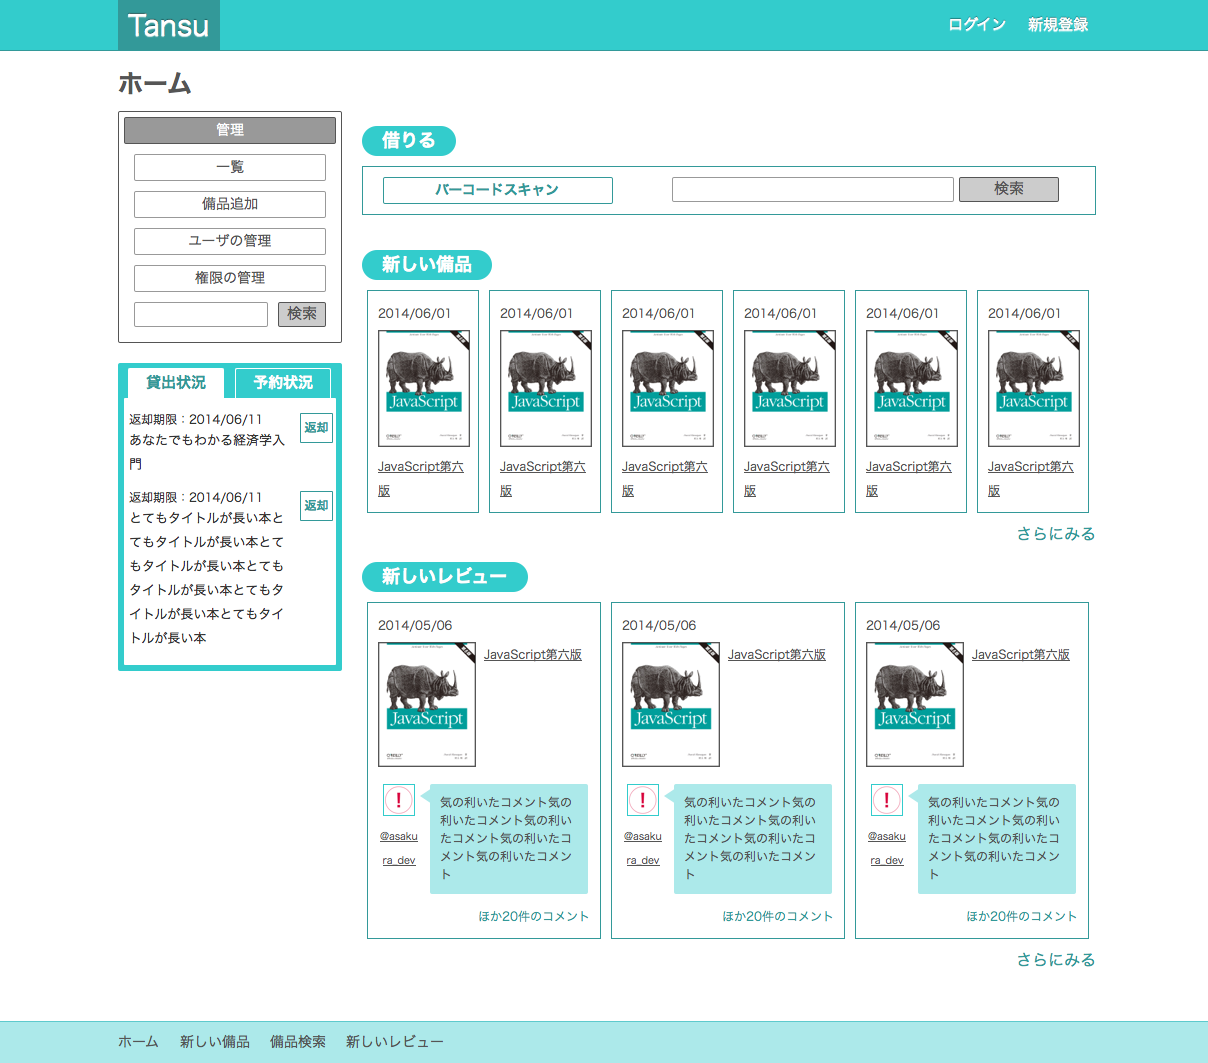 Tansu
ログイン 新規登録
ホーム
管理
一覧
備品追加
ユーザの管理
権限の管理
検索
貸出状況 予約状況
返却期限：2014/06/11
返却
あなたでもわかる経済学入
門
返却期限：2014/06/11
返却
とてもタイトルが長い本と
てもタイトルが長い本とて
もタイトルが長い本とても
タイトルが長い本とてもタ
イトルが長い本とてもタイ
トルが長い本
借りる
バーコードスキャン 検索
新しい備品
2014/06/01 2014/06/01 2014/06/01 2014/06/01 2014/06/01 2014/06/01
JavaScript JavaScript JavaScript JavaScript JavaScript JavaScript
O'REILLY O'REILLY O'REILLY O'REILLY O'REILLY O'REILLY
JavaScript第六
版
JavaScript第六
版
JavaScript第六
版
JavaScript第六
版
JavaScript第六
版
JavaScript第六
版
さらにみる
新しいレビュー
2014/05/06
JavaScript第六版
JavaScript
O'REILLY
@asaku
ra_dev
気の利いたコメント気の
利いたコメント気の利い
たコメント気の利いたコ
メント気の利いたコメン
ト
ほか20件のコメント
2014/05/06
JavaScript第六版
JavaScript
O'REILLY
@asaku
ra_dev
気の利いたコメント気の
利いたコメント気の利い
たコメント気の利いたコ
メント気の利いたコメン
ト
ほか20件のコメント
2014/05/06
JavaScript第六版
JavaScript
O'REILLY
@asaku
ra_dev
気の利いたコメント気の
利いたコメント気の利い
たコメント気の利いたコ
メント気の利いたコメン
ト
ほか20件のコメント
さらにみる
ホーム 新しい備品 備品検索 新しいレビュー